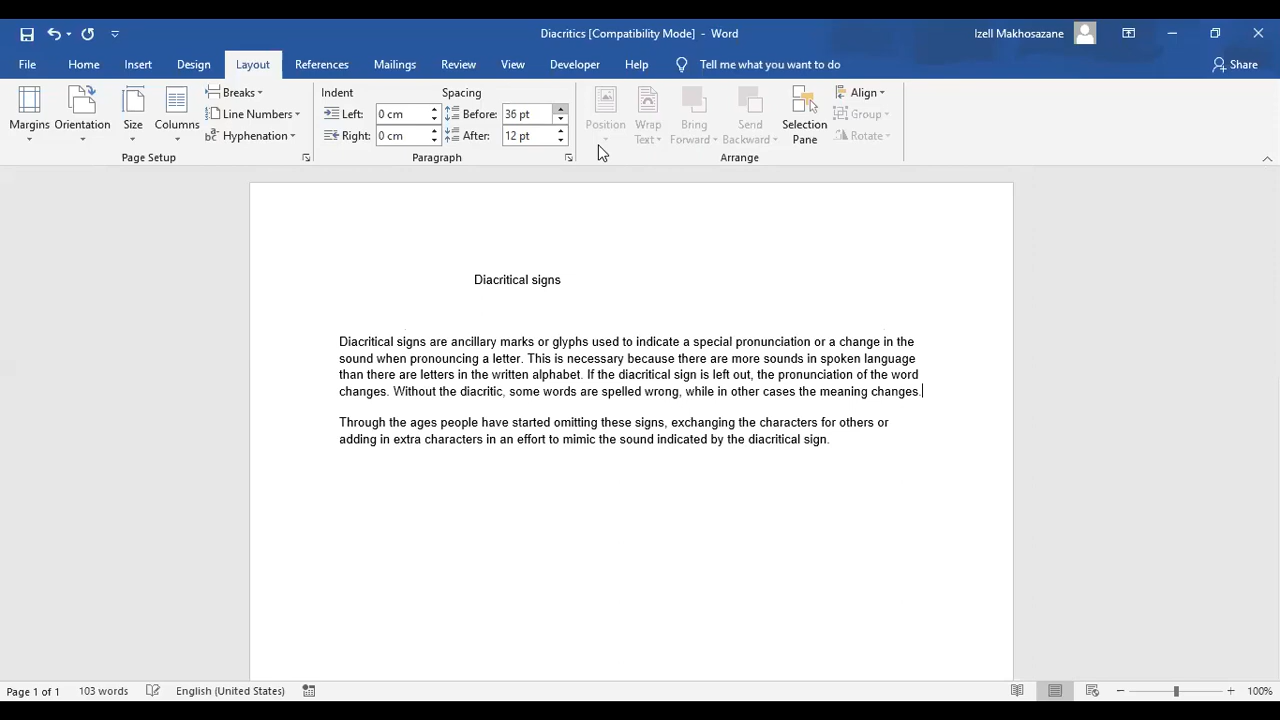 Diacritics [Compatibility Mode] - Word
Izell Makhosazane
File Home Insert Design Layout References Mailings Review View Developer Help Tell me what you want to do Share
Margins Orientation Size Columns
Breaks
Line Numbers
Hyphenation
Page Setup
Indent Spacing
Left: 0 cm Before: 36 pt
Right: 0 cm After: 12 pt
Paragraph
Position Wrap Text Bring Forward Send Backward Selection Pane
Align
Group
Rotate
Arrange
Diacritical signs
Diacritical signs are ancillary marks or glyphs used to indicate a special pronunciation or a change in the
sound when pronouncing a letter. This is necessary because there are more sounds in spoken language
than there are letters in the written alphabet. If the diacritical sign is left out, the pronunciation of the word
changes. Without the diacritic, some words are spelled wrong, while in other cases the meaning changes.
Through the ages people have started omitting these signs, exchanging the characters for others or
adding in extra characters in an effort to mimic the sound indicated by the diacritical sign.
Page 1 of 1 103 words English (United States) 100%